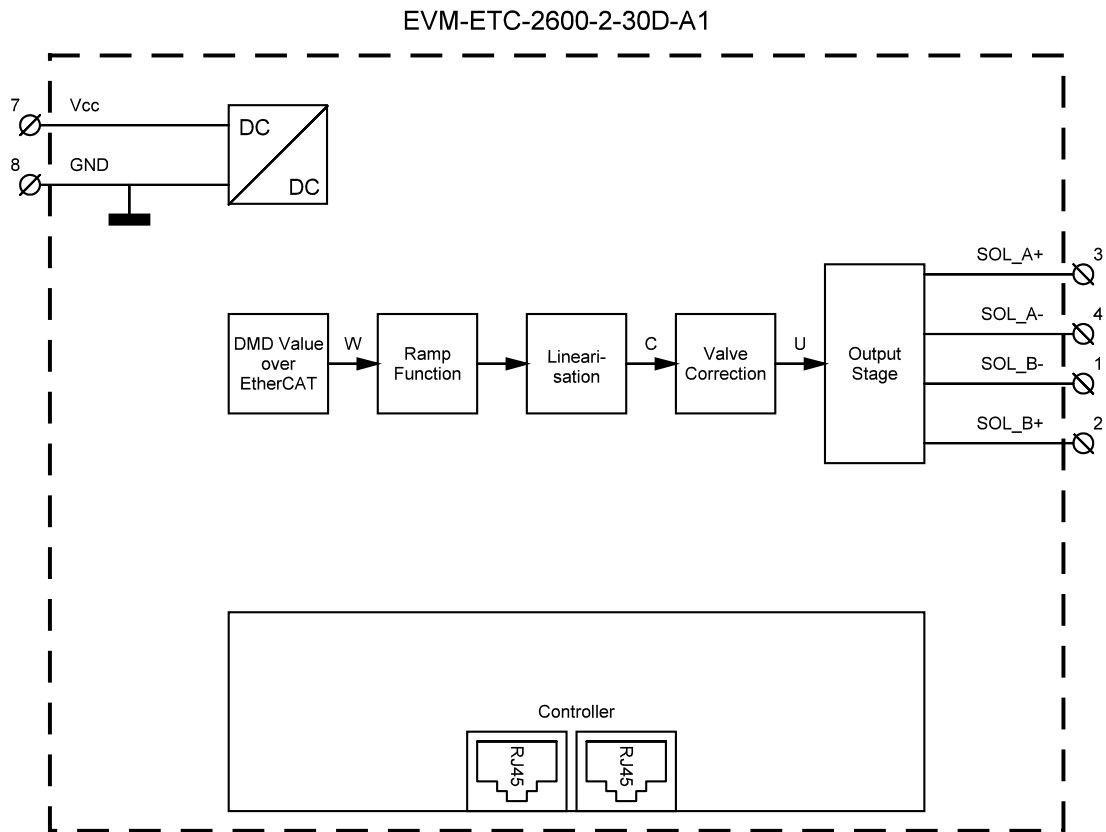 EVM-ETC-2600-2-30D-A1
7 Vcc
8 GND
DC
DC
SOL_A+ 3
SOL_A- 4
SOL_B- 1
SOL_B+ 2
DMD Value
over
EtherCAT
W
Ramp
Function
Lineari-
sation
C
Valve
Correction
U
Output
Stage
Controller
RJ45
RJ45